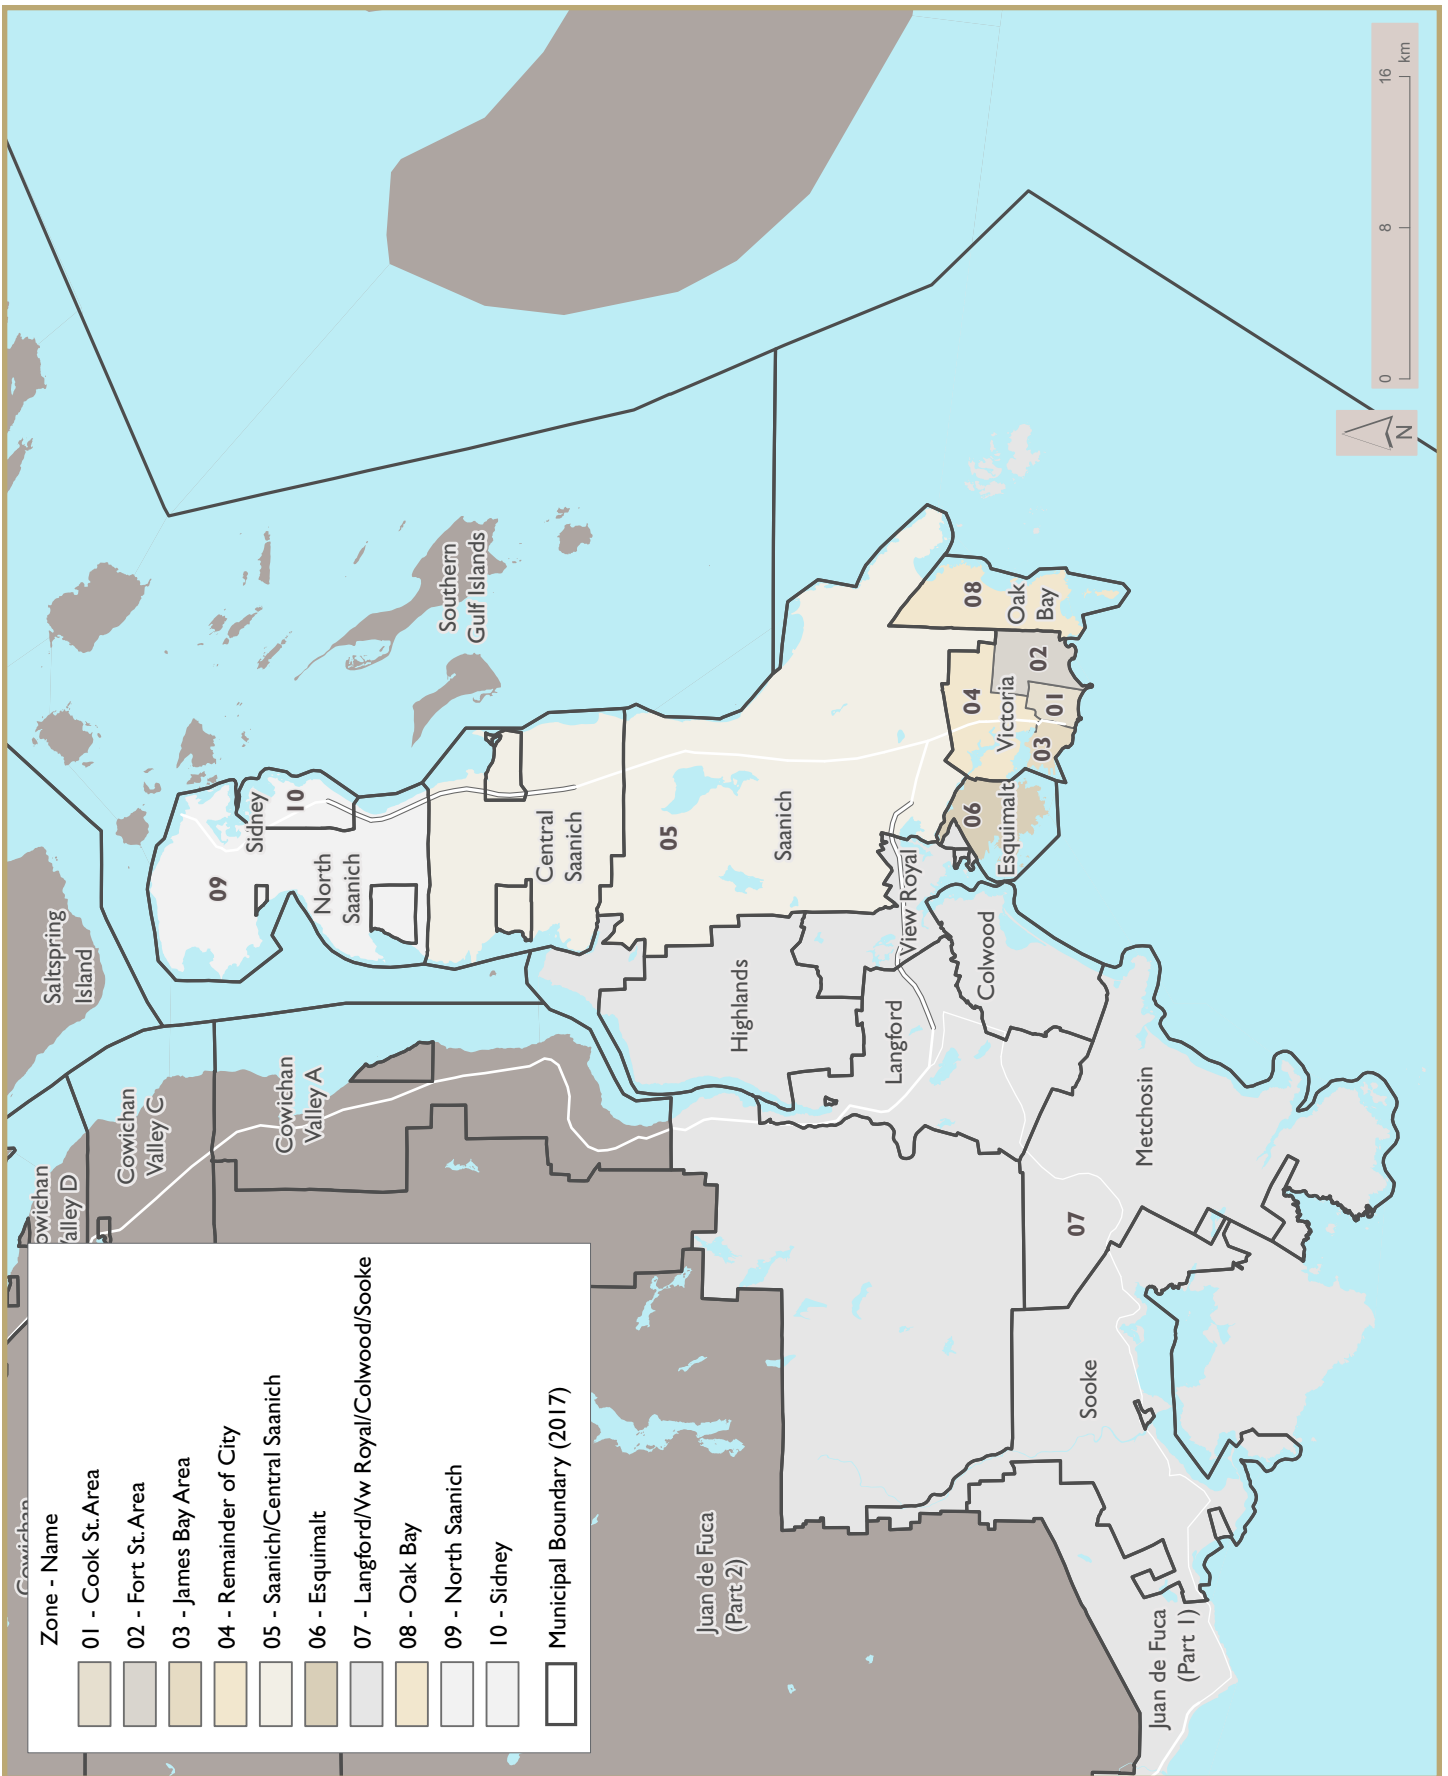 Zone - Name
01 - Cook St. Area
02 - Fort St. Area
03 - James Bay Area
04 - Remainder of City
05 - Saanich/Central Saanich
06 - Esquimalt
07 - Langford/Vw Royal/Colwood/Sooke
08 - Oak Bay
09 - North Saanich
10 - Sidney
Municipal Boundary (2017)
Cowichan
owichan
alley D
Cowichan
Valley C
Cowichan
Valley A
Saltspring
Island
09
Sidney
10
North
Saanich
Southern
Gulf Islands
Central
Saanich
05
Saanich
Highlands
Langford
View Royal
Colwood
06
Esquimalt
04
Victoria
03
01
02
08
Oak
Bay
Metchosin
07
Sooke
Juan de Fuca
(Part 2)
Juan de Fuca
(Part 1)
N
0
8
16
km